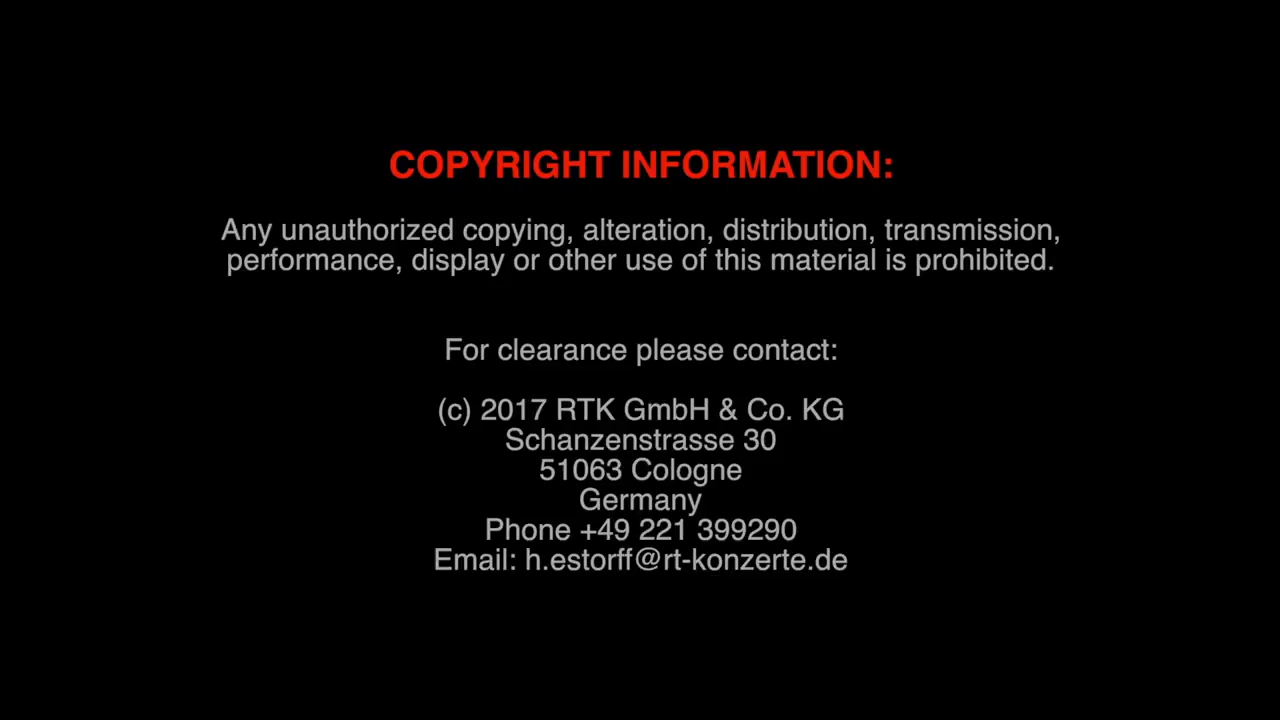 COPYRIGHT INFORMATION:
Any unauthorized copying, alteration, distribution, transmission,
performance, display or other use of this material is prohibited.
For clearance please contact:
(c) 2017 RTK GmbH & Co. KG
Schanzenstrasse 30
51063 Cologne
Germany
Phone +49 221 399290
Email: h.estorff@rt-konzerte.de